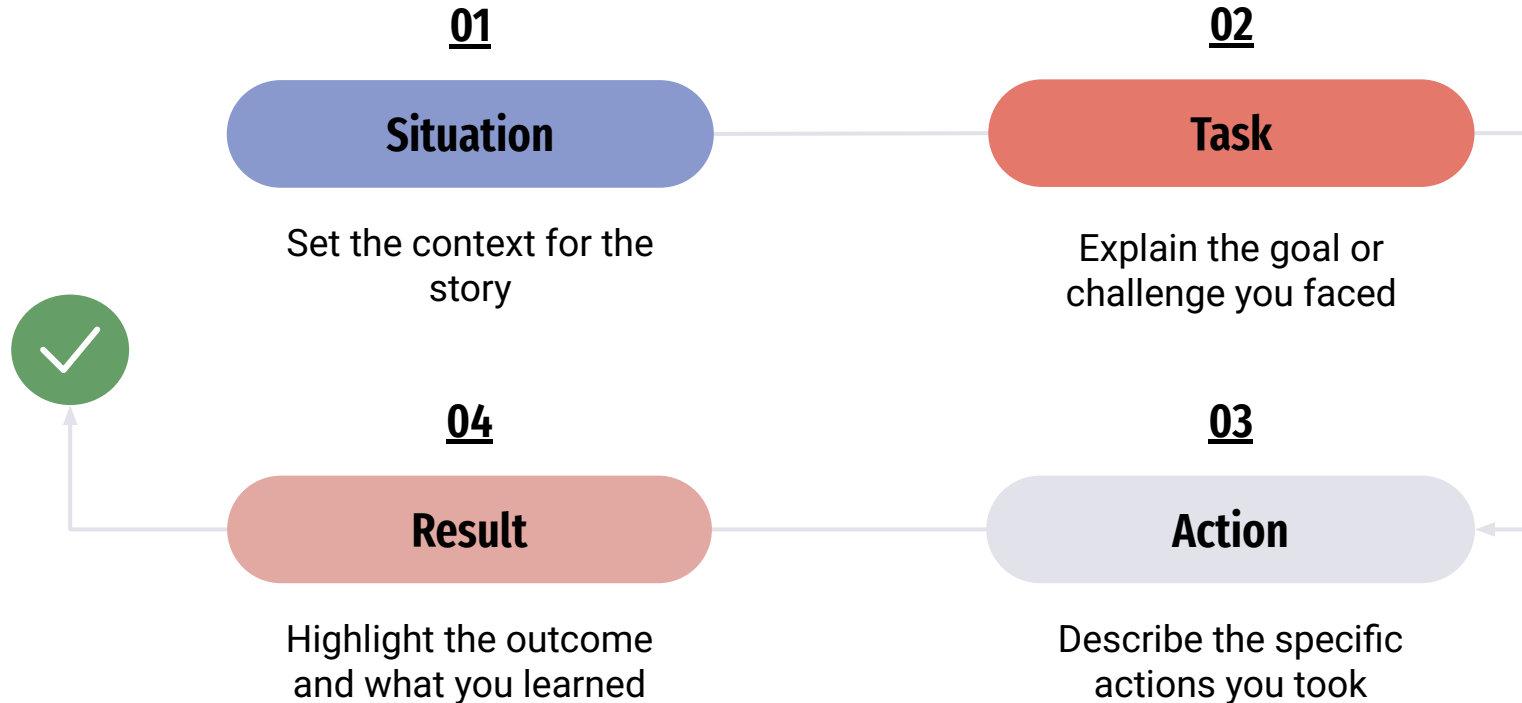 01
Situation
Set the context for the
story
02
Task
Explain the goal or
challenge you faced
03
Action
Describe the specific
actions you took
04
Result
Highlight the outcome
and what you learned